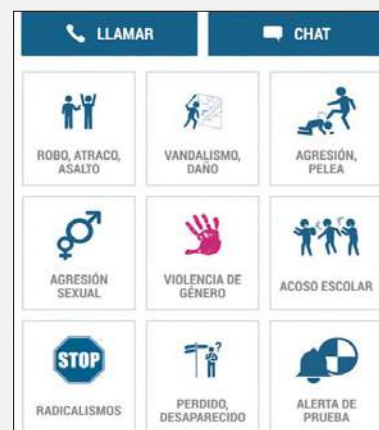 LLAMAR
CHAT
ROBO, ATRACO,
ASALTO
VANDALISMO,
DAÑO
AGRESIÓN,
PELEA
AGRESIÓN
SEXUAL
VIOLENCIA DE
GÉNERO
ACOSO ESCOLAR
STOP
RADICALISMOS
?
PERDIDO,
DESAPARECIDO
ALERTA DE
PRUEBA